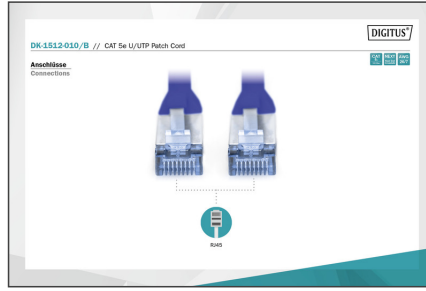 DIGITUS®
DK-1512-010/B // CAT 5e U/UTP Patch Cord
Anschlüsse
Connections
RJ45